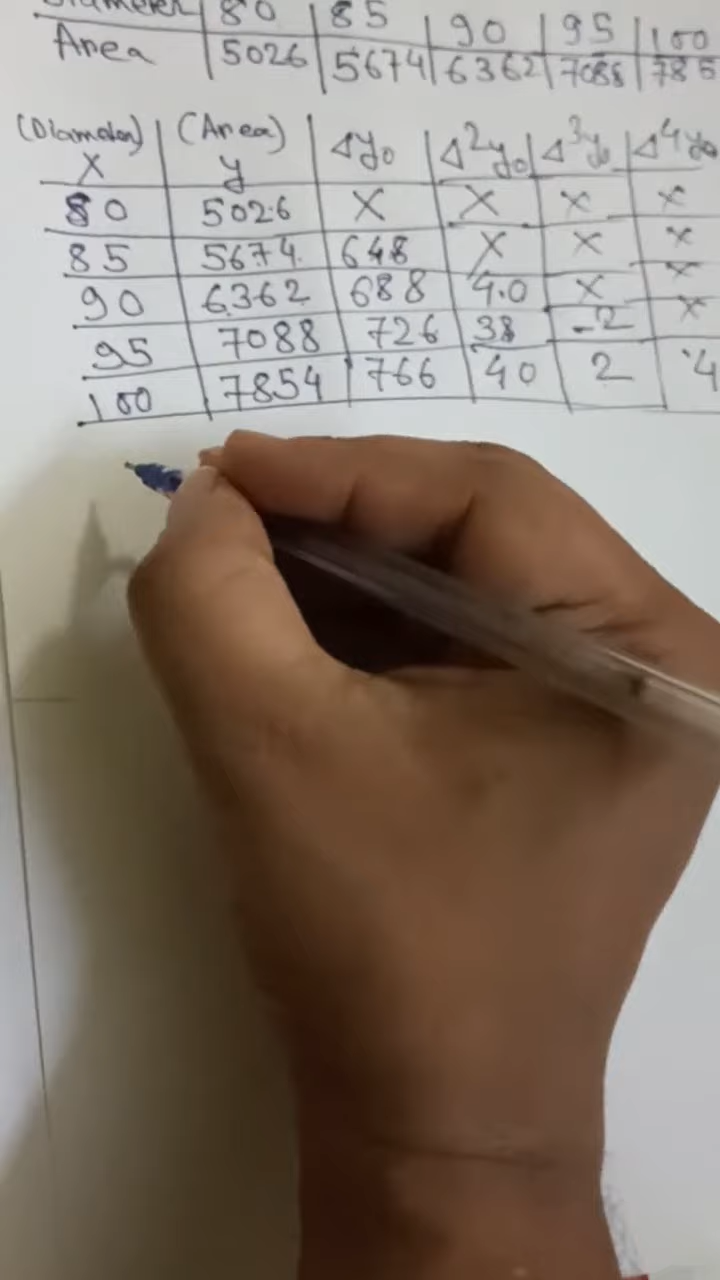 Diameter 80 85 90 95 100
Area 5026 5674 6362 7088 785
(Diameter) x (Area) y Δy₀ Δ²y₀ Δ³y₀ Δ⁴y₀
80 5026 x x x x
85 5674 648 x x x
90 6362 688 40 x x
95 7088 726 38 -2 x
100 7854 766 40 2 4